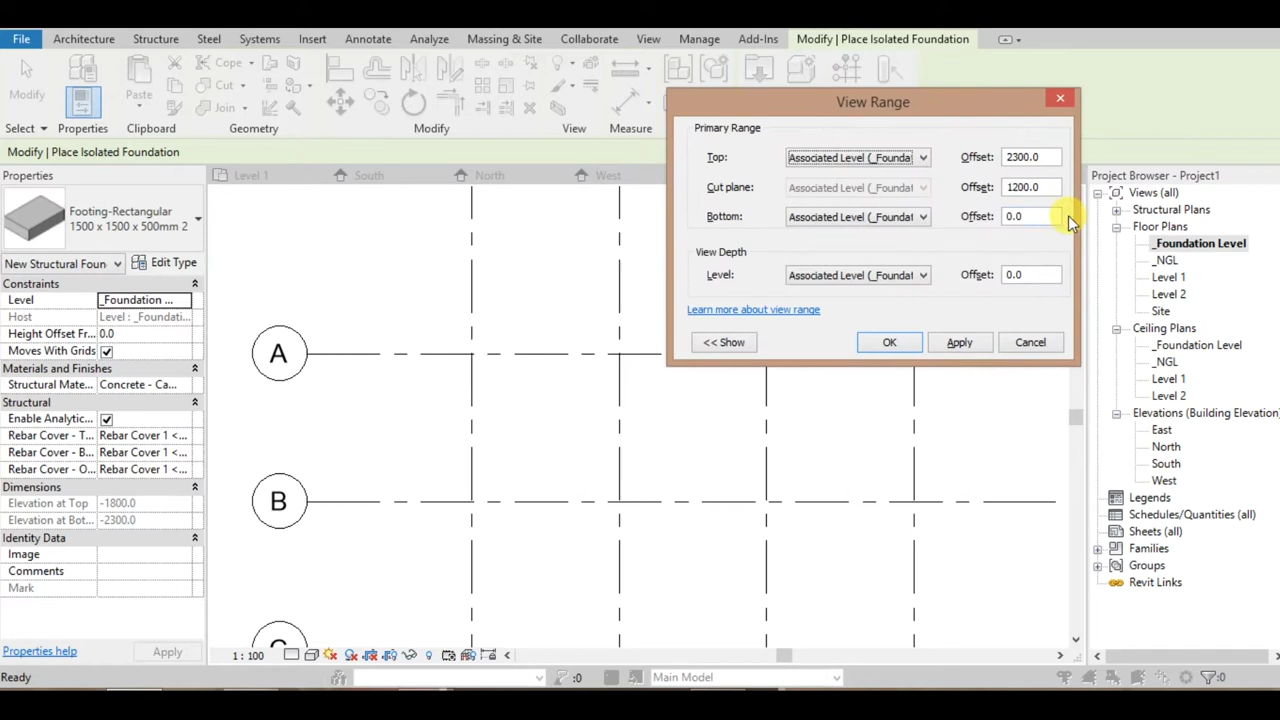 File Architecture Structure Steel Systems Insert Annotate Analyze Massing & Site Collaborate View Manage Add-Ins Modify | Place Isolated Foundation
Modify
Paste
Cope
Cut
Join
Select Properties Clipboard Geometry Modify View Measure
Modify | Place Isolated Foundation
Properties
Footing-Rectangular
1500 x 1500 x 500mm 2
New Structural Foun Edit Type
Constraints
Level _Foundation ...
Host Level : _Foundati...
Height Offset Fr... 0.0
Moves With Grids
Materials and Finishes
Structural Mate... Concrete - Ca...
Structural
Enable Analytic...
Rebar Cover - T... Rebar Cover 1 <...
Rebar Cover - B... Rebar Cover 1 <...
Rebar Cover - O... Rebar Cover 1 <...
Dimensions
Elevation at Top -1800.0
Elevation at Bot... -2300.0
Identity Data
Image
Comments
Mark
Properties help Apply
Level 1 South North West
A
B
C
1 : 100
View Range
Primary Range
Top: Associated Level (_Founda Offset: 2300.0
Cut plane: Associated Level (_Foundat Offset: 1200.0
Bottom: Associated Level (_Foundat Offset: 0.0
View Depth
Level: Associated Level (_Foundat Offset: 0.0
Learn more about view range
<< Show OK Apply Cancel
Project Browser - Project1
Views (all)
Structural Plans
Floor Plans
_Foundation Level
_NGL
Level 1
Level 2
Site
Ceiling Plans
_Foundation Level
_NGL
Level 1
Level 2
Elevations (Building Elevation)
East
North
South
West
Legends
Schedules/Quantities (all)
Sheets (all)
Families
Groups
Revit Links
Ready :0 Main Model :0